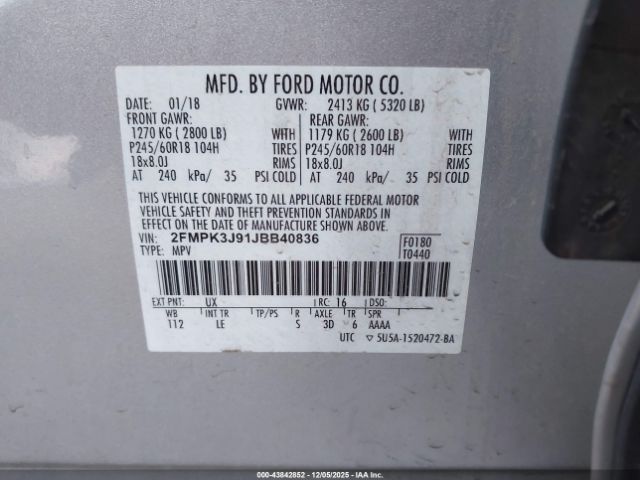 MFD. BY FORD MOTOR CO.
DATE: 01/18 GVWR: 2413 KG ( 5320 LB)
FRONT GAWR: REAR GAWR:
1270 KG ( 2800 LB) WITH 1179 KG ( 2600 LB) WITH
P245/60R18 104H TIRES P245/60R18 104H TIRES
18x8.0J RIMS 18x8.0J RIMS
AT 240 kPa/ 35 PSI COLD AT 240 kPa/ 35 PSI COLD
THIS VEHICLE CONFORMS TO ALL APPLICABLE FEDERAL MOTOR
VEHICLE SAFETY AND THEFT PREVENTION STANDARDS IN
EFFECT ON THE DATE OF MANUFACTURE SHOWN ABOVE.
VIN: 2FMPK3J91JBB40836 F0180
TYPE: MPV T0440
EXT PNT: UX RC: 16 DSO:
WB INT TR TP/PS R AXLE TR SPR
112 LE S 3D 6 AAAA
UTC ▽ 5U5A-1520472-BA
000-43842852 - 12/05/2025 - IAA Inc.